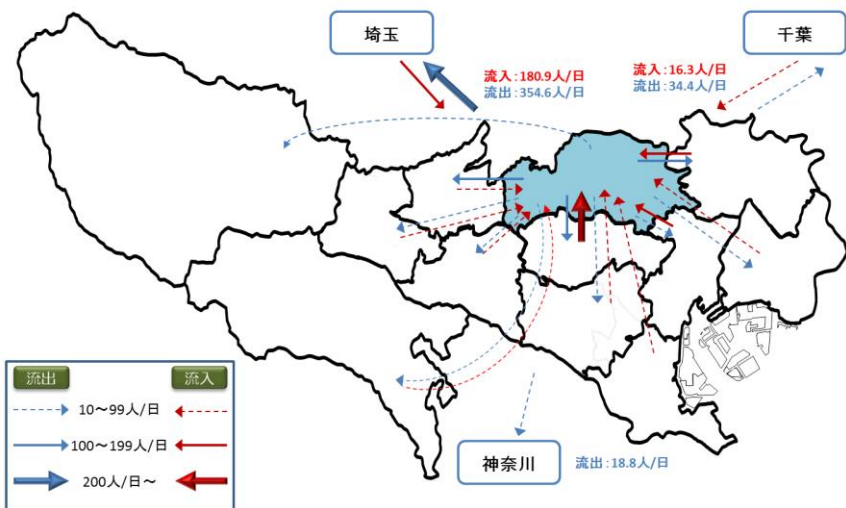 埼玉
千葉
流入:180.9人/日
流出:354.6人/日
流入:16.3人/日
流出:34.4人/日
流出
流入
10~99人/日
100~199人/日
200人/日~
神奈川
流出:18.8人/日